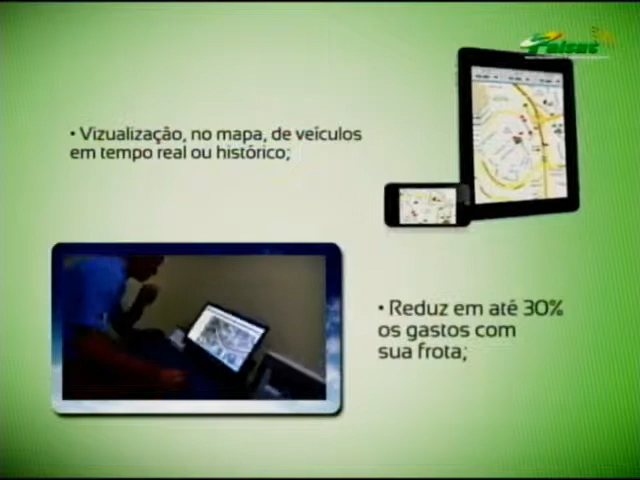 • Vizualização, no mapa, de veículos
em tempo real ou histórico;
• Reduz em até 30%
os gastos com
sua frota;